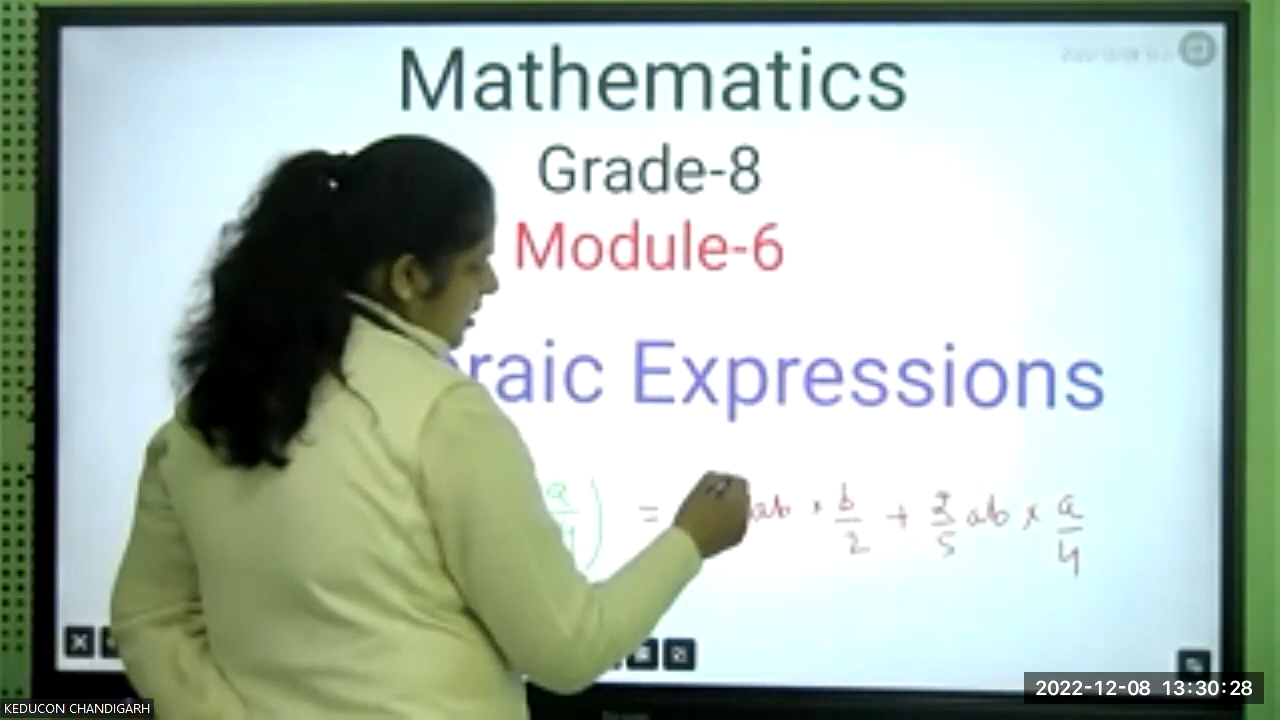 Mathematics
Grade-8
Module-6
Expressions
a/4) = ab × b/2 + 3/5 ab × a/4
KEDUCON CHANDIGARH
2022-12-08 13:30:28